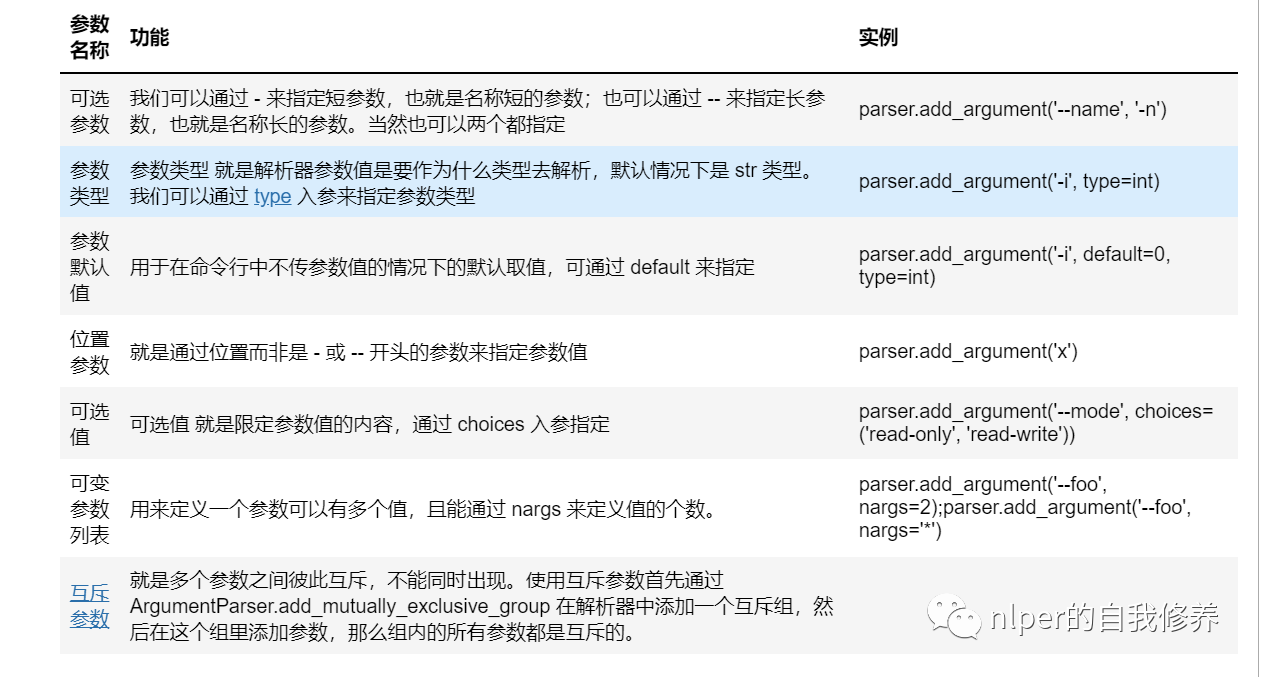 参数
名称
功能
实例
可选
参数
我们可以通过 - 来指定短参数，也就是名称短的参数；也可以通过 -- 来指定长参
数，也就是名称长的参数。当然也可以两个都指定
parser.add_argument('--name', '-n')
参数
类型
参数类型 就是解析器参数值是要作为什么类型去解析，默认情况下是 str 类型。
我们可以通过 type 入参来指定参数类型
parser.add_argument('-i', type=int)
参数
默认
值
用于在命令行中不传参数值的情况下的默认取值，可通过 default 来指定
parser.add_argument('-i', default=0,
type=int)
位置
参数
就是通过位置而非是 - 或 -- 开头的参数来指定参数值
parser.add_argument('x')
可选
值
可选值 就是限定参数值的内容，通过 choices 入参指定
parser.add_argument('--mode', choices=
('read-only', 'read-write'))
可变
参数
列表
用来定义一个参数可以有多个值，且能通过 nargs 来定义值的个数。
parser.add_argument('--foo',
nargs=2);parser.add_argument('--foo',
nargs='*')
互斥
参数
就是多个参数之间彼此互斥，不能同时出现。使用互斥参数首先通过
ArgumentParser.add_mutually_exclusive_group 在解析器中添加一个互斥组，然
后在这个组里添加参数，那么组内的所有参数都是互斥的。
nlper的自我修养